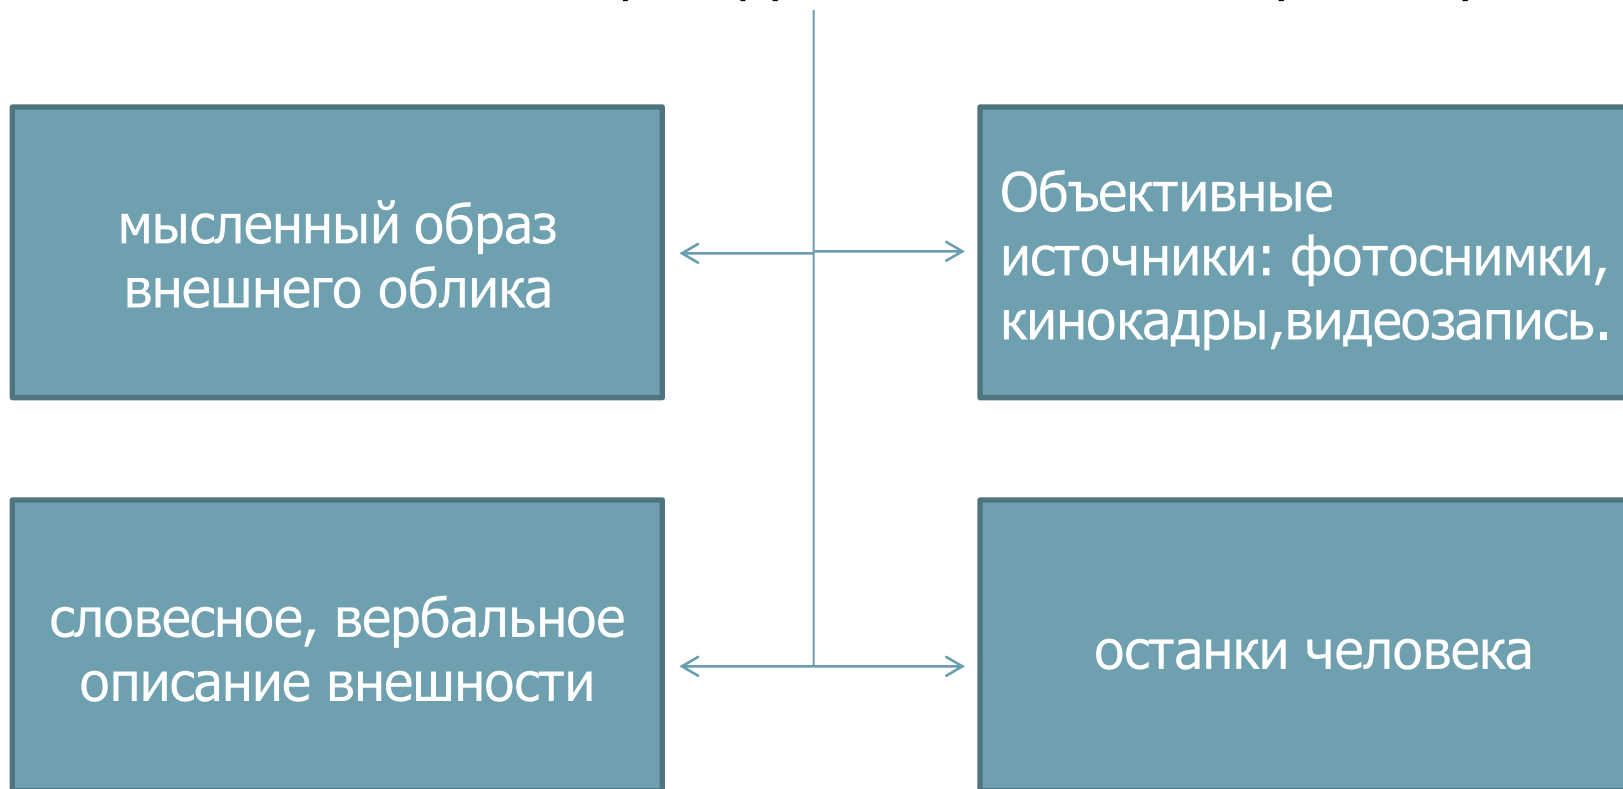 мысленный образ
внешнего облика
Объективные
источники: фотоснимки,
кинокадры,видеозапись.
словесное, вербальное
описание внешности
останки человека